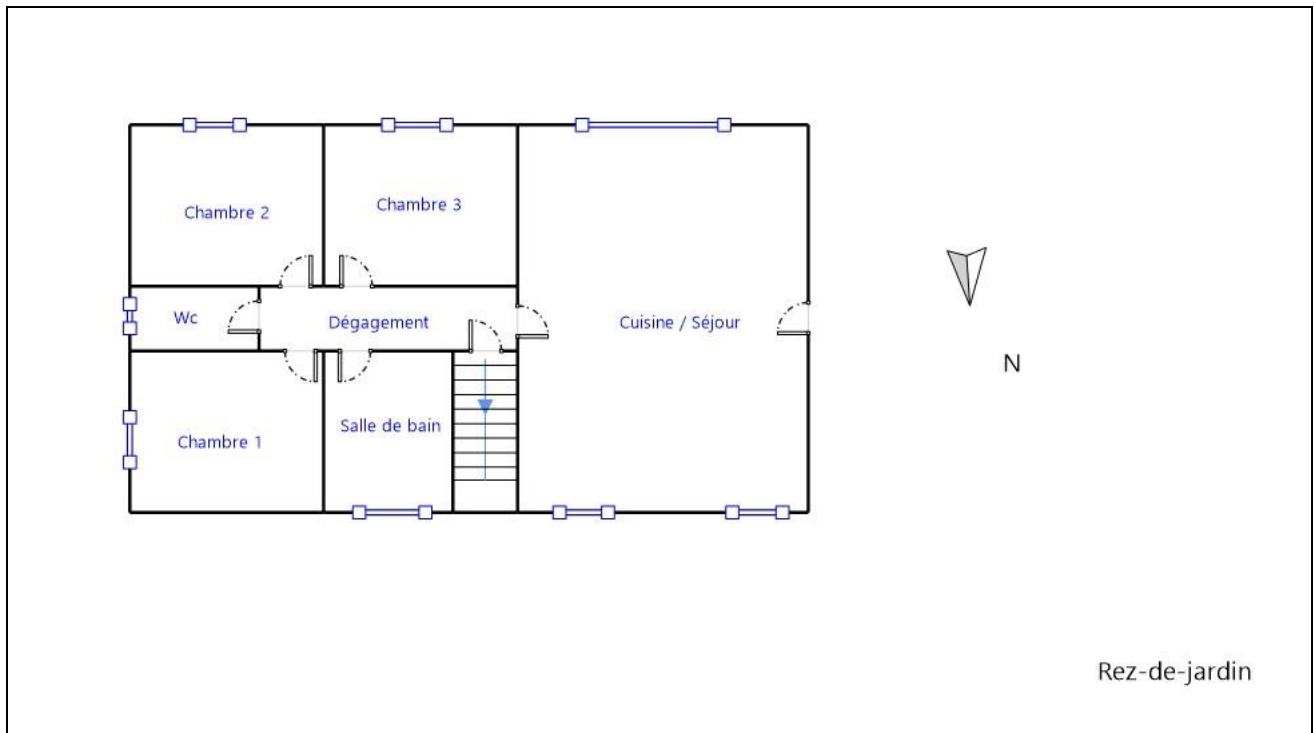 Chambre 2
Chambre 3
Wc
Dégagement
Cuisine / Séjour
N
Chambre 1
Salle de bain
Rez-de-jardin